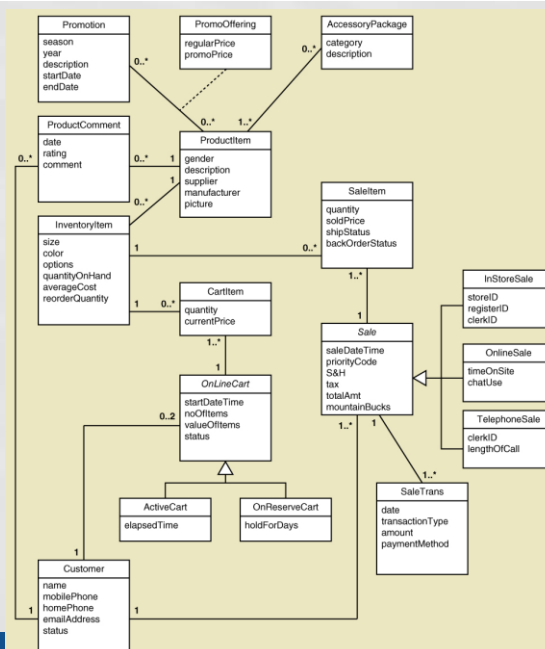 Promotion
season
year
description
startDate
endDate
PromoOffering
regularPrice
promoPrice
AccessoryPackage
category
description
0..*
0..*
0..*
1..*
ProductComment
date
rating
comment
0..*
0..*
1
1
ProductItem
gender
description
supplier
manufacturer
picture
0..*
InventoryItem
size
color
options
quantityOnHand
averageCost
reorderQuantity
1
0..*
SaleItem
quantity
soldPrice
shipStatus
backOrderStatus
1
0..*
CartItem
quantity
currentPrice
1..*
1
1..*
1
Sale
saleDateTime
priorityCode
S&H
tax
totalAmt
mountainBucks
InStoreSale
storeID
registerID
clerkID
OnlineSale
timeOnSite
chatUse
TelephoneSale
clerkID
lengthOfCall
OnLineCart
startDateTime
noOfItems
valueOfItems
status
0..2
1..*
1
1..*
SaleTrans
date
transactionType
amount
paymentMethod
ActiveCart
elapsedTime
OnReserveCart
holdForDays
1
Customer
name
mobilePhone
homePhone
emailAddress
status
1
1